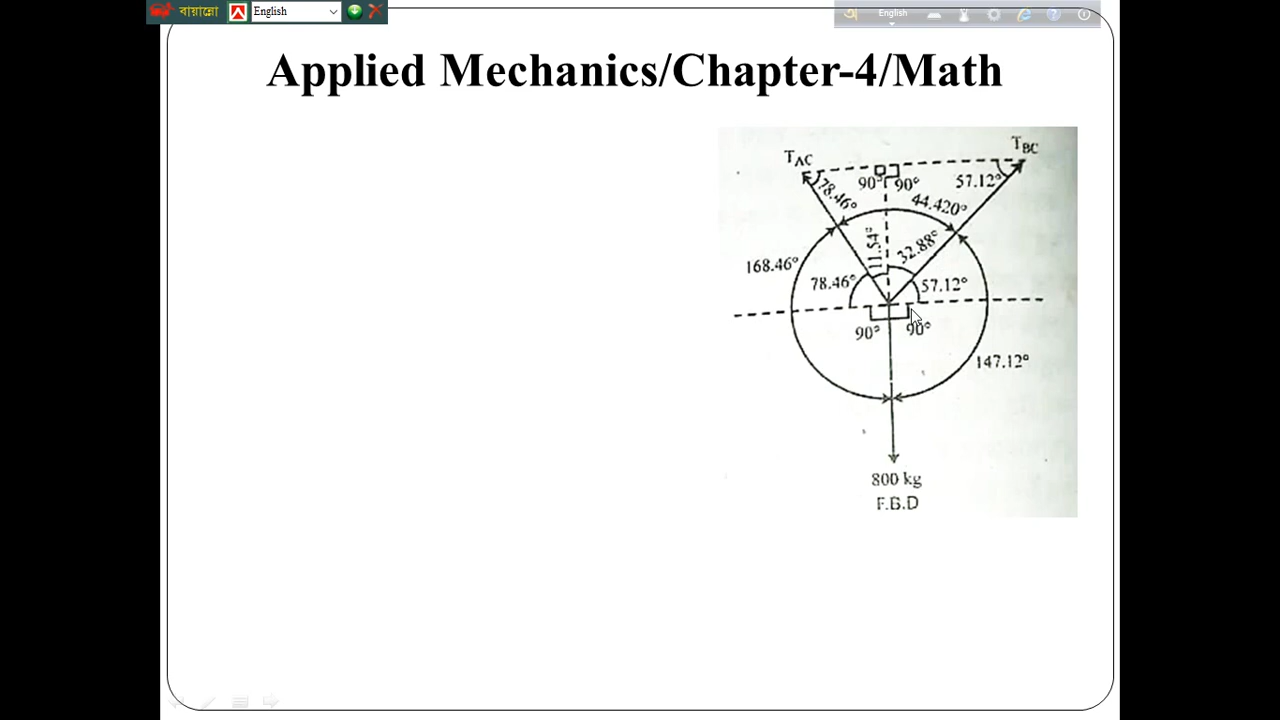 বায়ান্নো English
English
Applied Mechanics/Chapter-4/Math
TAC
TBC
78.46°
90° 90°
57.12°
44.420°
168.46°
11.54°
32.88°
78.46°
57.12°
90° 90°
147.12°
800 kg
F.B.D